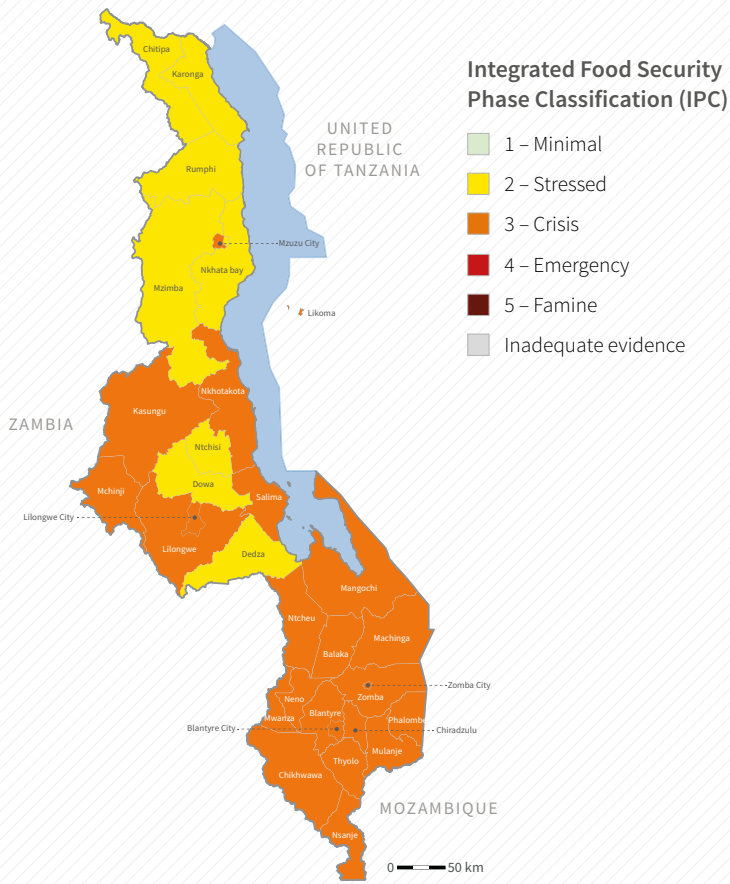 Integrated Food Security
Phase Classification (IPC)
1 – Minimal
2 – Stressed
3 – Crisis
4 – Emergency
5 – Famine
Inadequate evidence
Chitipa
Karonga
UNITED
REPUBLIC
OF TANZANIA
Rumphi
Mzuzu City
Nkhata bay
Mzimba
Likoma
Nkhotakota
Kasungu
ZAMBIA
Ntchisi
Dowa
Mchinji
Salima
Lilongwe City
Lilongwe
Dedza
Mangochi
Ntcheu
Machinga
Balaka
Zomba City
Neno
Zomba
Mwanza
Blantyre
Phalombe
Blantyre City
Chiradzulu
Mulanje
Thyolo
Chikhwawa
MOZAMBIQUE
Nsanje
0 50 km